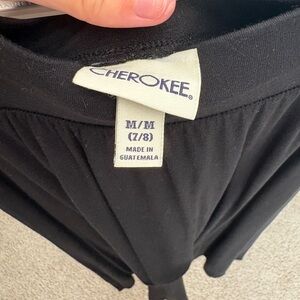 CHEROKEE®
M/M
(7/8)
MADE IN
GUATEMALA